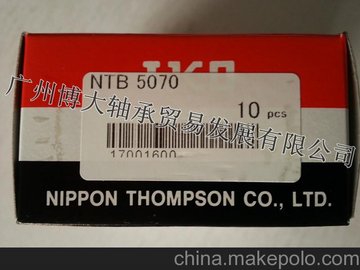 IKO
NTB 5070
10 pcs
广州博大轴承贸易发展有限公司
17001600
NIPPON THOMPSON CO., LTD.
china.makepolo.com